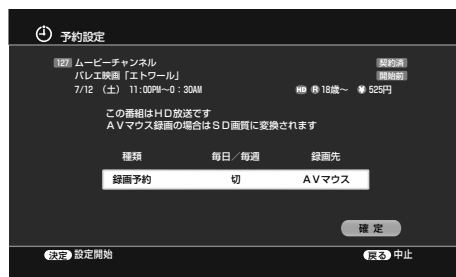 予約設定
127 ムービーチャンネル 契約済
バレエ映画「エトワール」 開始前
7/12 （土） 11:00PM〜0：30AM HD R 18歳〜 ¥ 525円
この番組はHD放送です
AVマウス録画の場合はSD画質に変換されます
種類 毎日／毎週 録画先
録画予約 切 AVマウス
確 定
決定 設定開始 戻る 中止